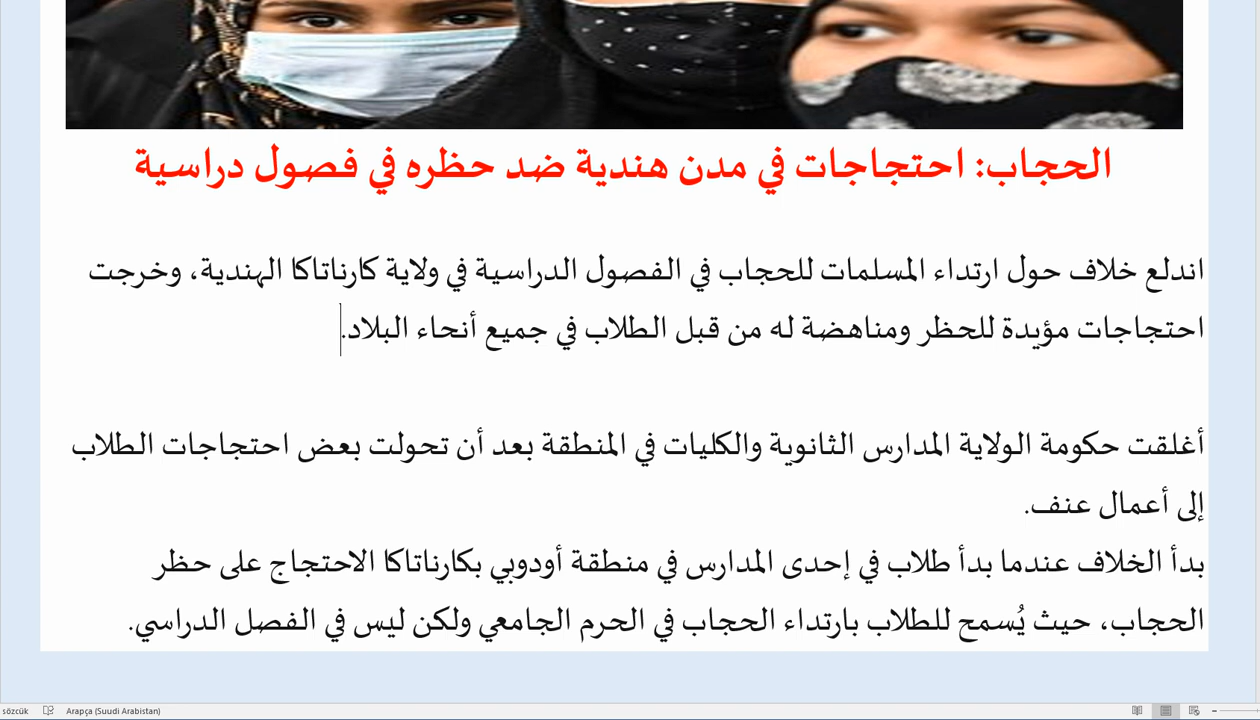 الحجاب: احتجاجات في مدن هندية ضد حظره في فصول دراسية
اندلع خلاف حول ارتداء المسلمات للحجاب في الفصول الدراسية في ولاية كارناتاكا الهندية، وخرجت
احتجاجات مؤيدة للحظر ومناهضة له من قبل الطلاب في جميع أنحاء البلاد.
أغلقت حكومة الولاية المدارس الثانوية والكليات في المنطقة بعد أن تحولت بعض احتجاجات الطلاب
إلى أعمال عنف.
بدأ الخلاف عندما بدأ طلاب في إحدى المدارس في منطقة أودوبي بكارناتاكا الاحتجاج على حظر
الحجاب، حيث يُسمح للطلاب بارتداء الحجاب في الحرم الجامعي ولكن ليس في الفصل الدراسي.
sözcük Arapça (Suudi Arabistan)